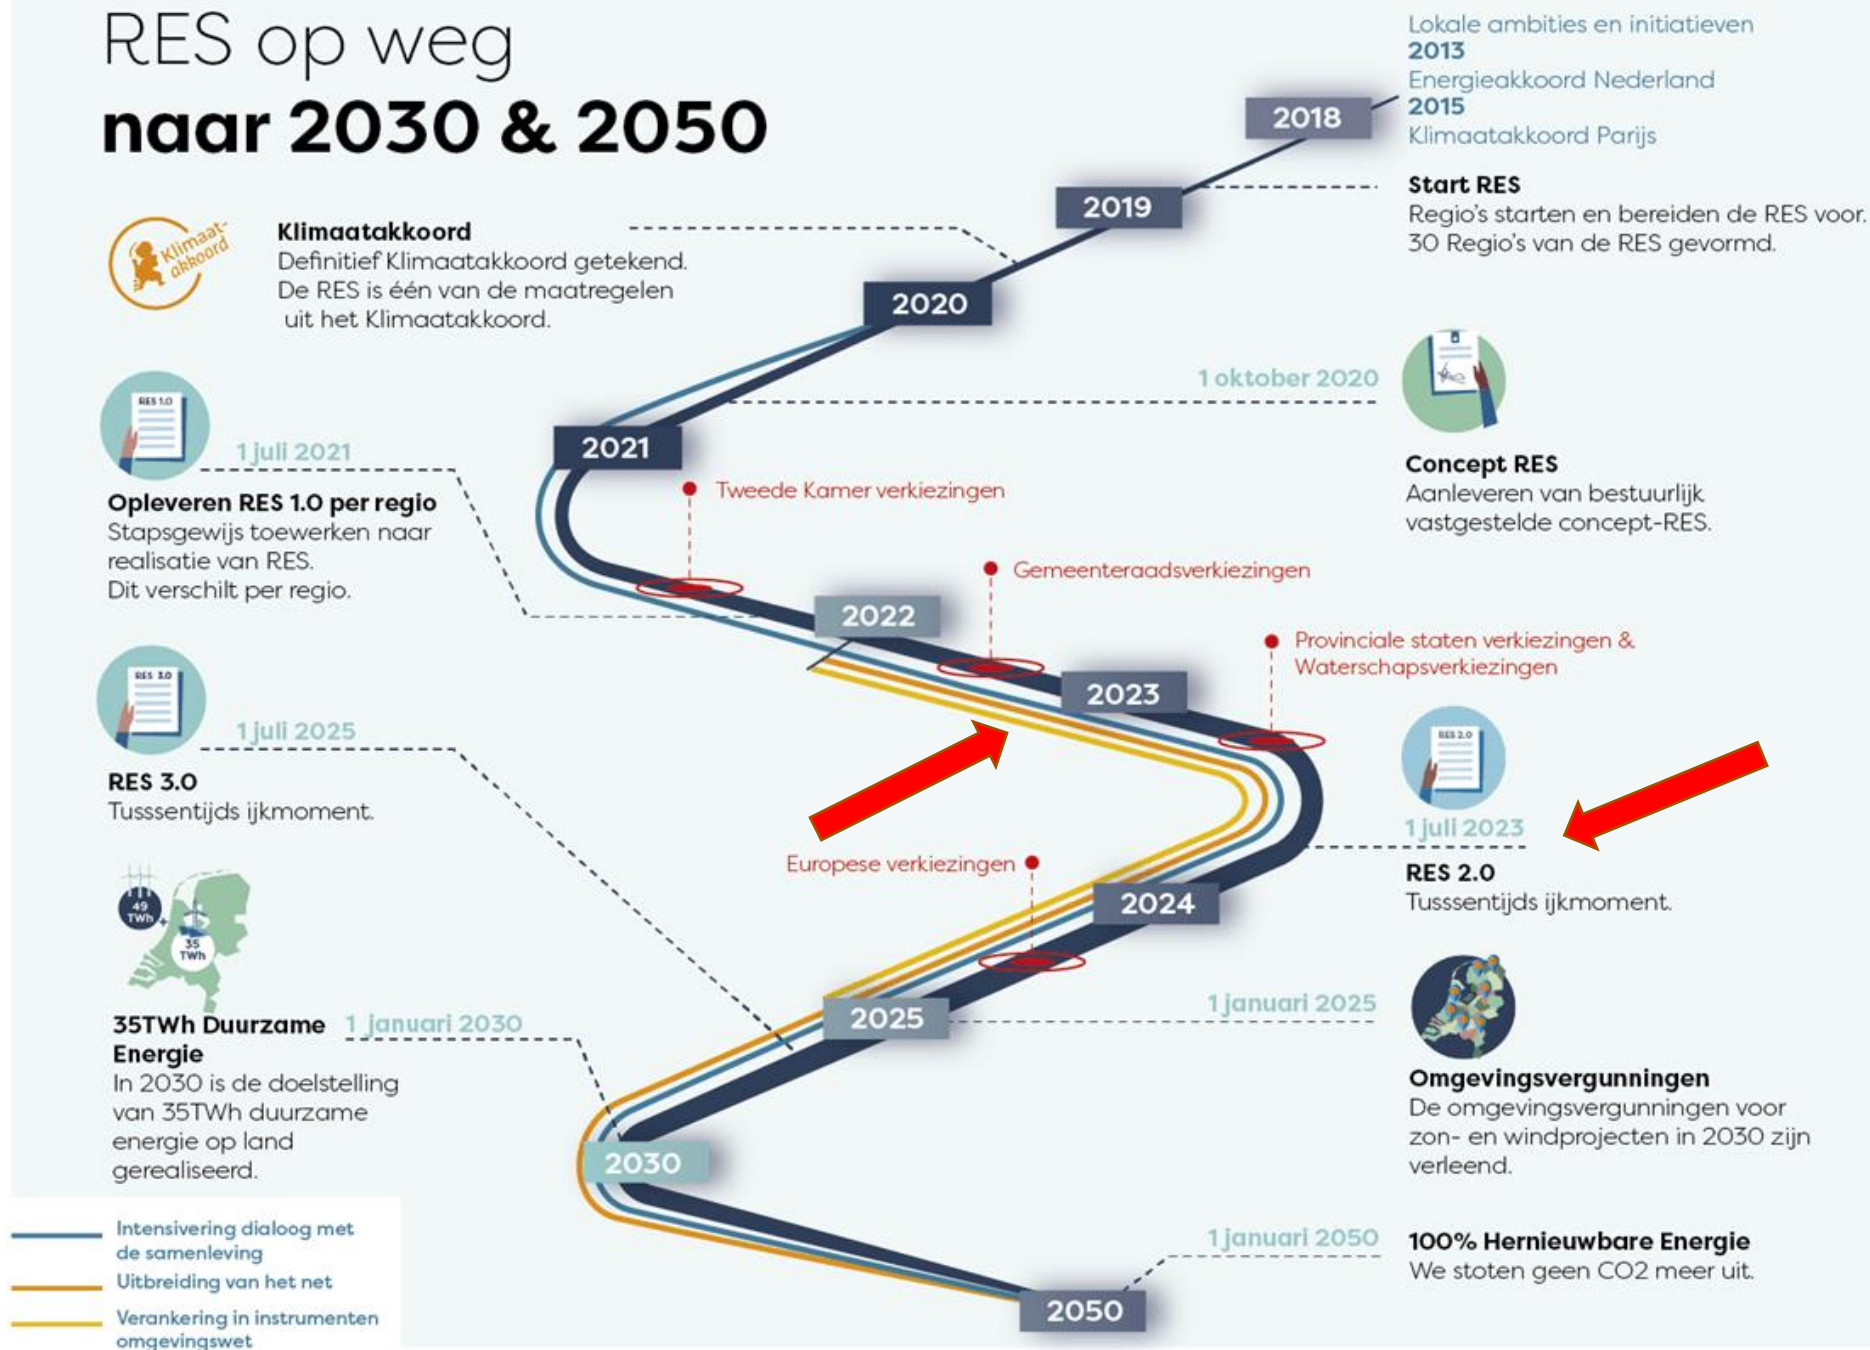 RES op weg
naar 2030 & 2050
Lokale ambities en initiatieven
2013
Energieakkoord Nederland
2015
Klimaatakkoord Parijs
2018
Start RES
Regio's starten en bereiden de RES voor.
30 Regio's van de RES gevormd.
2019
Klimaat-
akkoord
Klimaatakkoord
Definitief Klimaatakkoord getekend.
De RES is één van de maatregelen
uit het Klimaatakkoord.
2020
1 oktober 2020
Concept RES
Aanleveren van bestuurlijk
vastgestelde concept-RES.
RES 1.0
1 juli 2021
Opleveren RES 1.0 per regio
Stapsgewijs toewerken naar
realisatie van RES.
Dit verschilt per regio.
2021
Tweede Kamer verkiezingen
2022
Gemeenteraadsverkiezingen
2023
Provinciale staten verkiezingen &
Waterschapsverkiezingen
RES 3.0
1 juli 2025
RES 3.0
Tusssentijds ijkmoment.
RES 2.0
1 juli 2023
RES 2.0
Tusssentijds ijkmoment.
Europese verkiezingen
2024
49
TWh
+
35
TWh
35TWh Duurzame
Energie
1 januari 2030
In 2030 is de doelstelling
van 35TWh duurzame
energie op land
gerealiseerd.
2025
1 januari 2025
Omgevingsvergunningen
De omgevingsvergunningen voor
zon- en windprojecten in 2030 zijn
verleend.
2030
1 januari 2050
100% Hernieuwbare Energie
We stoten geen CO2 meer uit.
2050
Intensivering dialoog met
de samenleving
Uitbreiding van het net
Verankering in instrumenten
omgevingswet